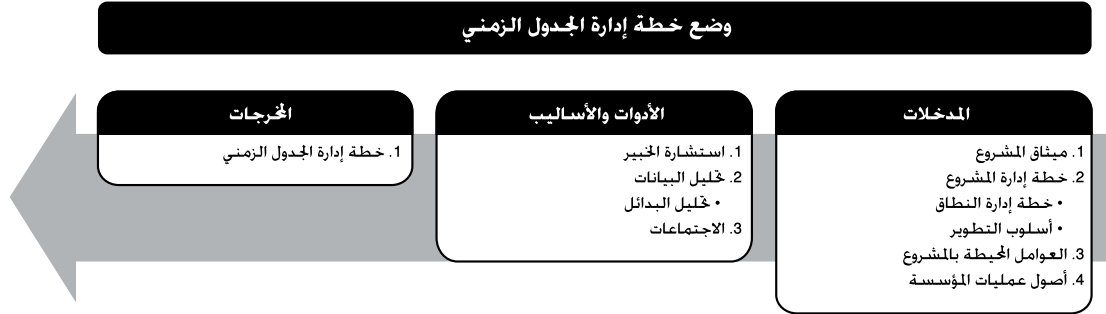 وضع خطة إدارة الجدول الزمني
المدخلات
1. ميثاق المشروع
2. خطة إدارة المشروع
• خطة إدارة النطاق
• أسلوب التطوير
3. العوامل المحيطة بالمشروع
4. أصول عمليات المؤسسة
الأدوات والأساليب
1. استشارة الخبير
2. تحليل البيانات
• تحليل البدائل
3. الاجتماعات
المخرجات
1. خطة إدارة الجدول الزمني